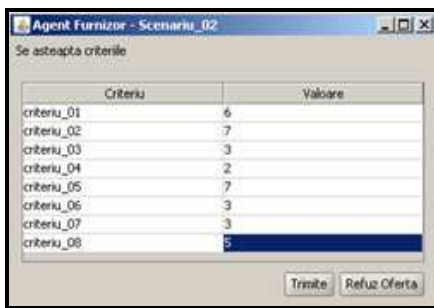 Agent Furnizor - Scenariu_02
Se asteapta criteriile
Criteriu Valoare
criteriu_01 6
criteriu_02 7
criteriu_03 3
criteriu_04 2
criteriu_05 7
criteriu_06 3
criteriu_07 3
criteriu_08 5
Trimite Refuz Oferta